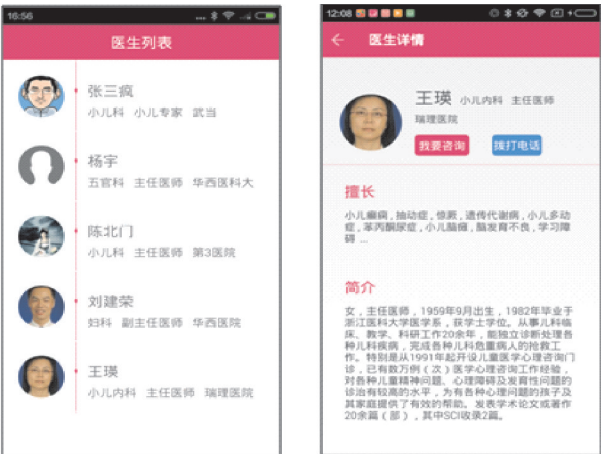 16:56
医生列表
张三疯
小儿科 小儿专家 武当
杨宇
五官科 主任医师 华西医科大
陈北门
小儿科 主任医师 第3医院
刘建荣
妇科 副主任医师 华西医院
王瑛
小儿内科 主任医师 瑞理医院
12:08
医生详情
王瑛 小儿内科 主任医师
瑞理医院
我要咨询 拨打电话
擅长
小儿癫痫，抽动症，惊厥，遗传代谢病，小儿多动
症，苯丙酮尿症，小儿脑瘫，脑发育不良，学习障
碍 ...
简介
女，主任医师，1959年9月出生，1982年毕业于
浙江医科大学医学系，获学士学位。从事儿科临
床、教学、科研工作20余年，能独立诊断处理各
种儿科疾病，完成各种儿科危重病人的抢救工
作。特别是从1991年起开设儿童医学心理咨询门
诊，已有数万例（次）医学心理咨询工作经验，
对各种儿童精神问题、心理障碍及发育性问题的
诊治有较高的水平，为有各种心理问题的孩子及
其家庭提供了有效的帮助。发表学术论文或著作
20余篇（部），其中SCI收录2篇。